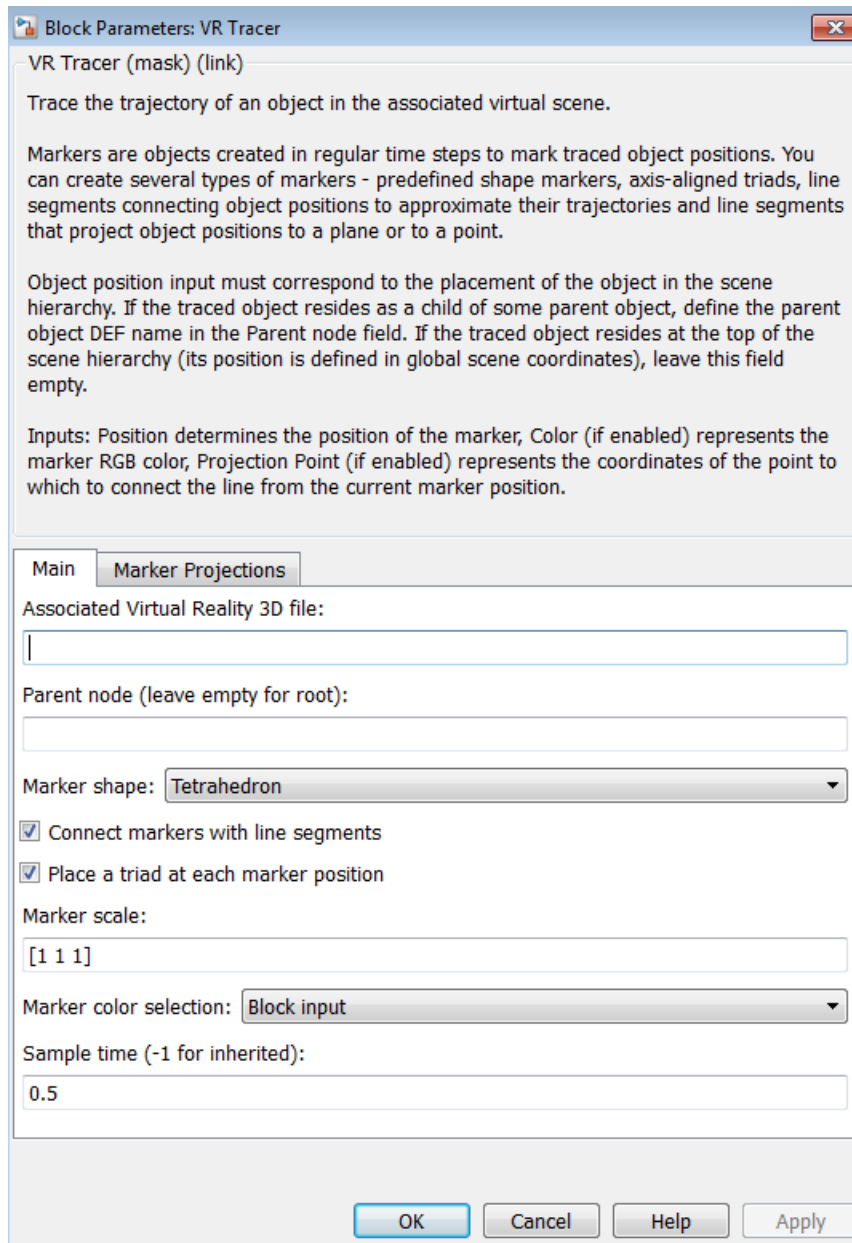 Block Parameters: VR Tracer
VR Tracer (mask) (link)
Trace the trajectory of an object in the associated virtual scene.
Markers are objects created in regular time steps to mark traced object positions. You
can create several types of markers - predefined shape markers, axis-aligned triads, line
segments connecting object positions to approximate their trajectories and line segments
that project object positions to a plane or to a point.
Object position input must correspond to the placement of the object in the scene
hierarchy. If the traced object resides as a child of some parent object, define the parent
object DEF name in the Parent node field. If the traced object resides at the top of the
scene hierarchy (its position is defined in global scene coordinates), leave this field
empty.
Inputs: Position determines the position of the marker, Color (if enabled) represents the
marker RGB color, Projection Point (if enabled) represents the coordinates of the point to
which to connect the line from the current marker position.
Main Marker Projections
Associated Virtual Reality 3D file:
Parent node (leave empty for root):
Marker shape: Tetrahedron
Connect markers with line segments
Place a triad at each marker position
Marker scale:
[1 1 1]
Marker color selection: Block input
Sample time (-1 for inherited):
0.5
OK Cancel Help Apply